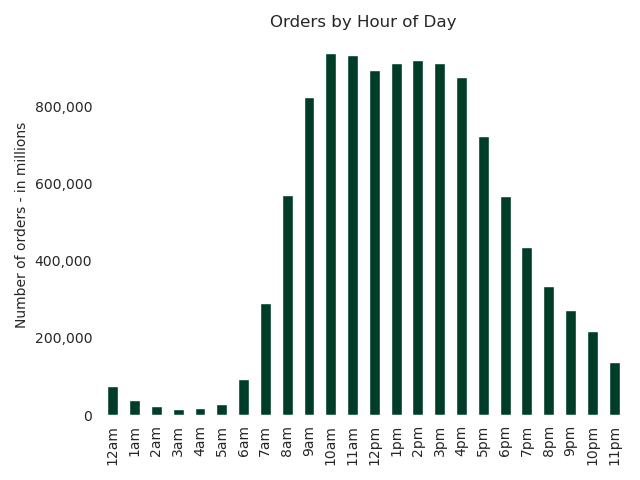 Orders by Hour of Day
Number of orders - in millions
800,000
600,000
400,000
200,000
0
12am 1am 2am 3am 4am 5am 6am 7am 8am 9am 10am 11am 12pm 1pm 2pm 3pm 4pm 5pm 6pm 7pm 8pm 9pm 10pm 11pm